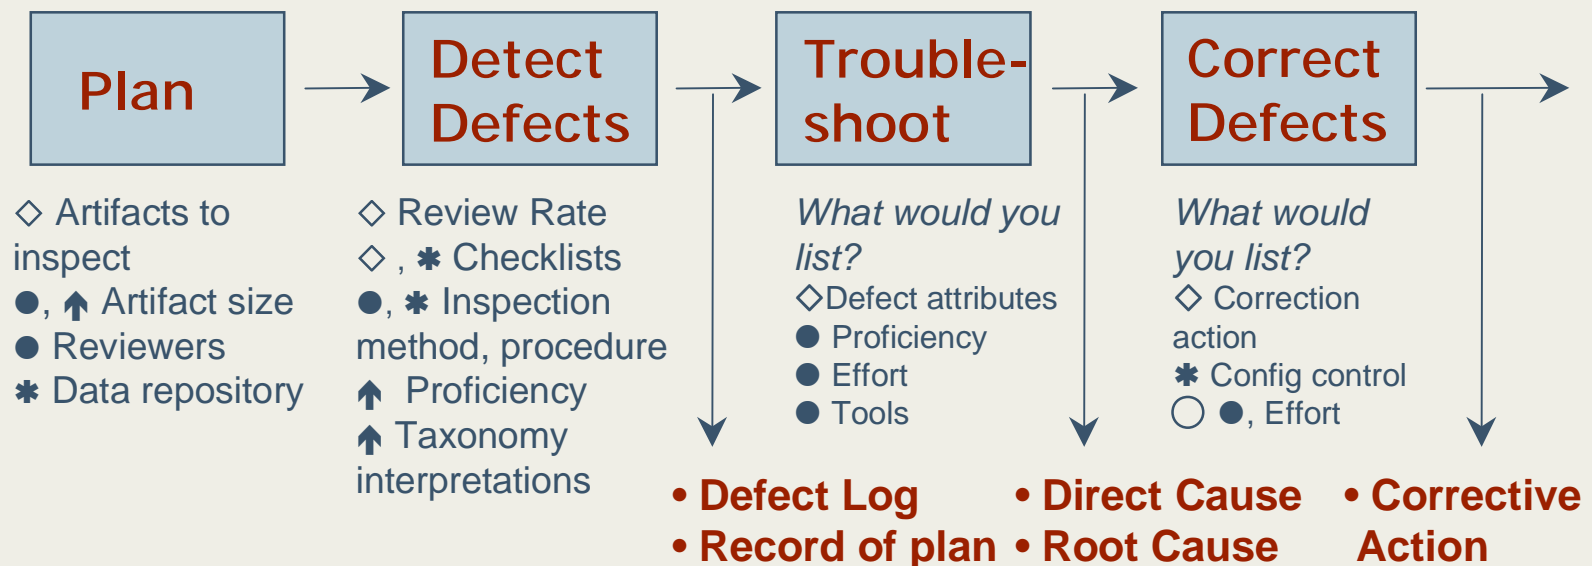 Plan
Detect
Defects
Trouble-
shoot
Correct
Defects
◇ Artifacts to
inspect
●, ↑ Artifact size
● Reviewers
✱ Data repository
◇ Review Rate
◇ , ✱ Checklists
●, ✱ Inspection
method, procedure
↑ Proficiency
↑ Taxonomy
interpretations
What would you
list?
◇Defect attributes
● Proficiency
● Effort
● Tools
What would
you list?
◇ Correction
action
✱ Config control
○ ●, Effort
• Defect Log
• Record of plan
• Direct Cause
• Root Cause
• Corrective
Action